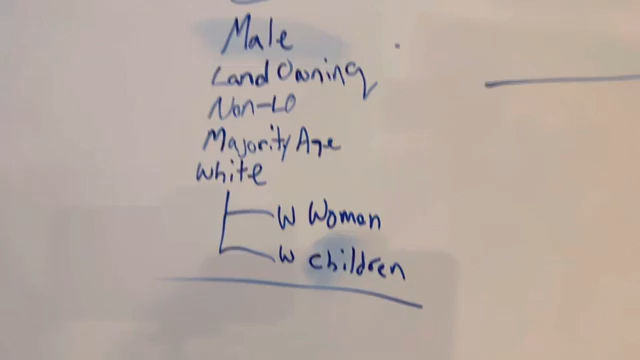 Male
Land Owning
Non-LO
Majority Age
White
W Woman
W children